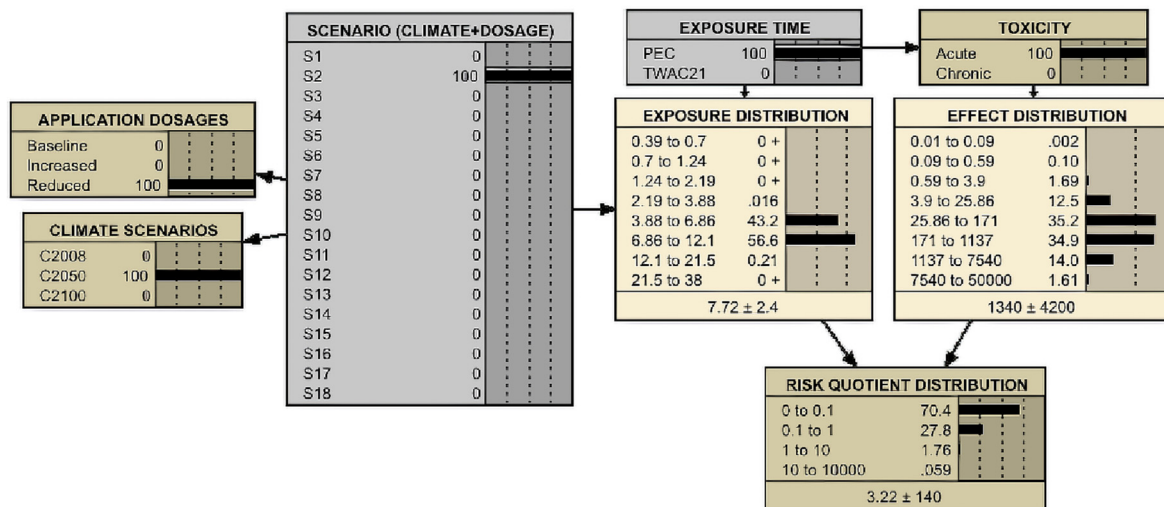 SCENARIO (CLIMATE+DOSAGE)
S1 0
S2 100
S3 0
S4 0
S5 0
S6 0
S7 0
S8 0
S9 0
S10 0
S11 0
S12 0
S13 0
S14 0
S15 0
S16 0
S17 0
S18 0
APPLICATION DOSAGES
Baseline 0
Increased 0
Reduced 100
CLIMATE SCENARIOS
C2008 0
C2050 100
C2100 0
EXPOSURE TIME
PEC 100
TWAC21 0
TOXICITY
Acute 100
Chronic 0
EXPOSURE DISTRIBUTION
0.39 to 0.7 0 +
0.7 to 1.24 0 +
1.24 to 2.19 0 +
2.19 to 3.88 .016
3.88 to 6.86 43.2
6.86 to 12.1 56.6
12.1 to 21.5 0.21
21.5 to 38 0 +
7.72 ± 2.4
EFFECT DISTRIBUTION
0.01 to 0.09 .002
0.09 to 0.59 0.10
0.59 to 3.9 1.69
3.9 to 25.86 12.5
25.86 to 171 35.2
171 to 1137 34.9
1137 to 7540 14.0
7540 to 50000 1.61
1340 ± 4200
RISK QUOTIENT DISTRIBUTION
0 to 0.1 70.4
0.1 to 1 27.8
1 to 10 1.76
10 to 10000 .059
3.22 ± 140